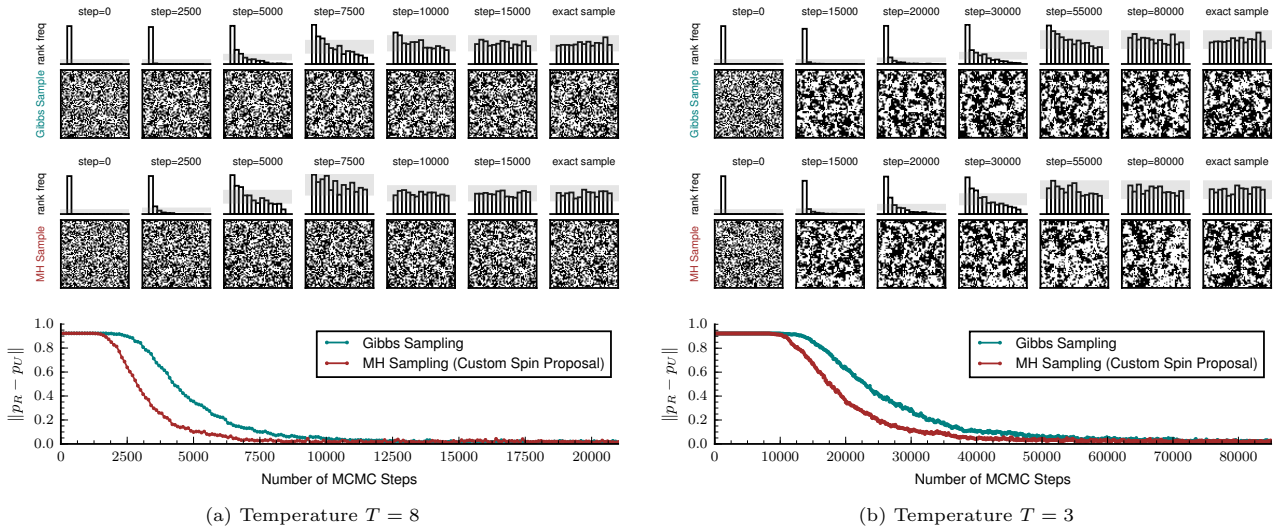 step=0 step=2500 step=5000 step=7500 step=10000 step=15000 exact sample
rank freq
Gibbs Sample
step=0 step=2500 step=5000 step=7500 step=10000 step=15000 exact sample
rank freq
MH Sample
1.0
0.8
0.6
0.4
0.2
0.0
||p_R − p_U||
Gibbs Sampling
MH Sampling (Custom Spin Proposal)
0 2500 5000 7500 10000 12500 15000 17500 20000
Number of MCMC Steps
(a) Temperature T = 8
step=0 step=15000 step=20000 step=30000 step=55000 step=80000 exact sample
rank freq
Gibbs Sample
step=0 step=15000 step=20000 step=30000 step=55000 step=80000 exact sample
rank freq
MH Sample
1.0
0.8
0.6
0.4
0.2
0.0
||p_R − p_U||
Gibbs Sampling
MH Sampling (Custom Spin Proposal)
0 10000 20000 30000 40000 50000 60000 70000 80000
Number of MCMC Steps
(b) Temperature T = 3